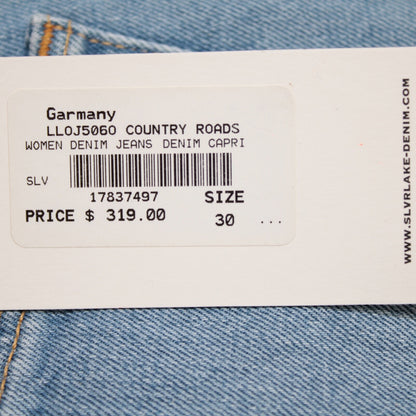 Garmany
LLOJ5060 COUNTRY ROADS
WOMEN DENIM JEANS DENIM CAPRI
SLV
17837497 SIZE
PRICE $ 319.00 30 ...
WWW.SLVRLAKE-DENIM.COM